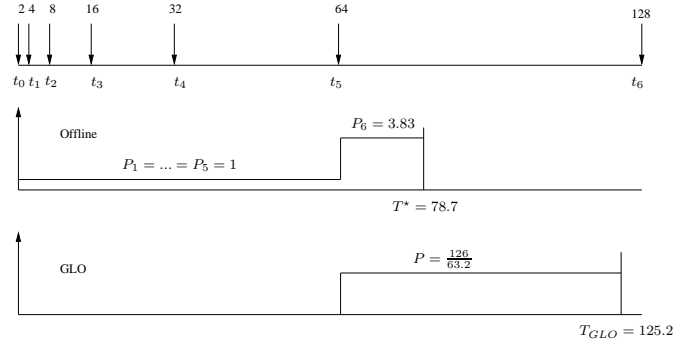 2 4 8 16 32 64 128
t₀ t₁ t₂ t₃ t₄ t₅ t₆
Offline
P₆ = 3.83
P₁ = ... = P₅ = 1
T⋆ = 78.7
GLO
P = 126/63.2
T_GLO = 125.2